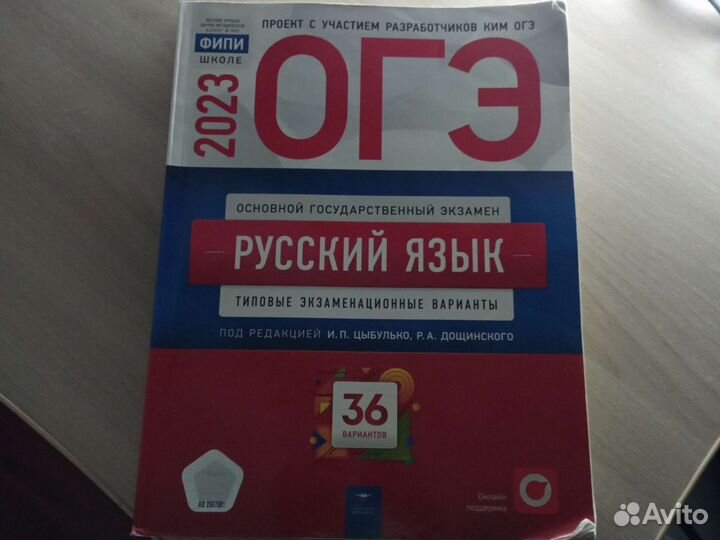 ПРОЕКТ С УЧАСТИЕМ РАЗРАБОТЧИКОВ КИМ ОГЭ
ФИПИ
ШКОЛЕ
2023
ОГЭ
ОСНОВНОЙ ГОСУДАРСТВЕННЫЙ ЭКЗАМЕН
РУССКИЙ ЯЗЫК
ТИПОВЫЕ ЭКЗАМЕНАЦИОННЫЕ ВАРИАНТЫ
ПОД РЕДАКЦИЕЙ И. П. ЦЫБУЛЬКО, Р. А. ДОЩИНСКОГО
36
ВАРИАНТОВ
Онлайн
поддержка
Avito